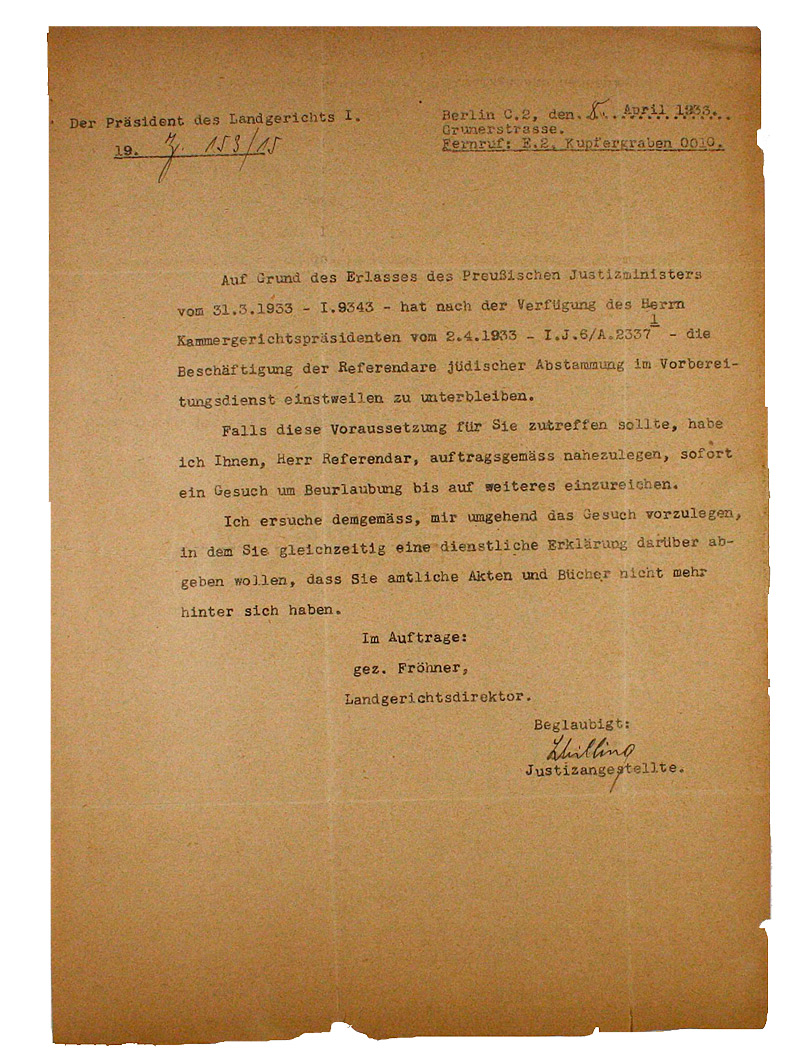 Der Präsident des Landgerichts I.
19. J. 153/15
Berlin C.2, den. 8. April 1933.
Grunerstrasse.
Fernruf: E.2. Kupfergraben 0010.
Auf Grund des Erlasses des Preußischen Justizministers
vom 31.3.1933 - I.9343 - hat nach der Verfügung des Herrn
Kammergerichtspräsidenten vom 2.4.1933 - I.J.6/A.2337 1 - die
Beschäftigung der Referendare jüdischer Abstammung im Vorberei-
tungsdienst einstweilen zu unterbleiben.
Falls diese Voraussetzung für Sie zutreffen sollte, habe
ich Ihnen, Herr Referendar, auftragsgemäss nahezulegen, sofort
ein Gesuch um Beurlaubung bis auf weiteres einzureichen.
Ich ersuche demgemäss, mir umgehend das Gesuch vorzulegen,
in dem Sie gleichzeitig eine dienstliche Erklärung darüber ab-
geben wollen, dass Sie amtliche Akten und Bücher nicht mehr
hinter sich haben.
Im Auftrage:
gez. Fröhner,
Landgerichtsdirektor.
Beglaubigt:
Justizangestellte.